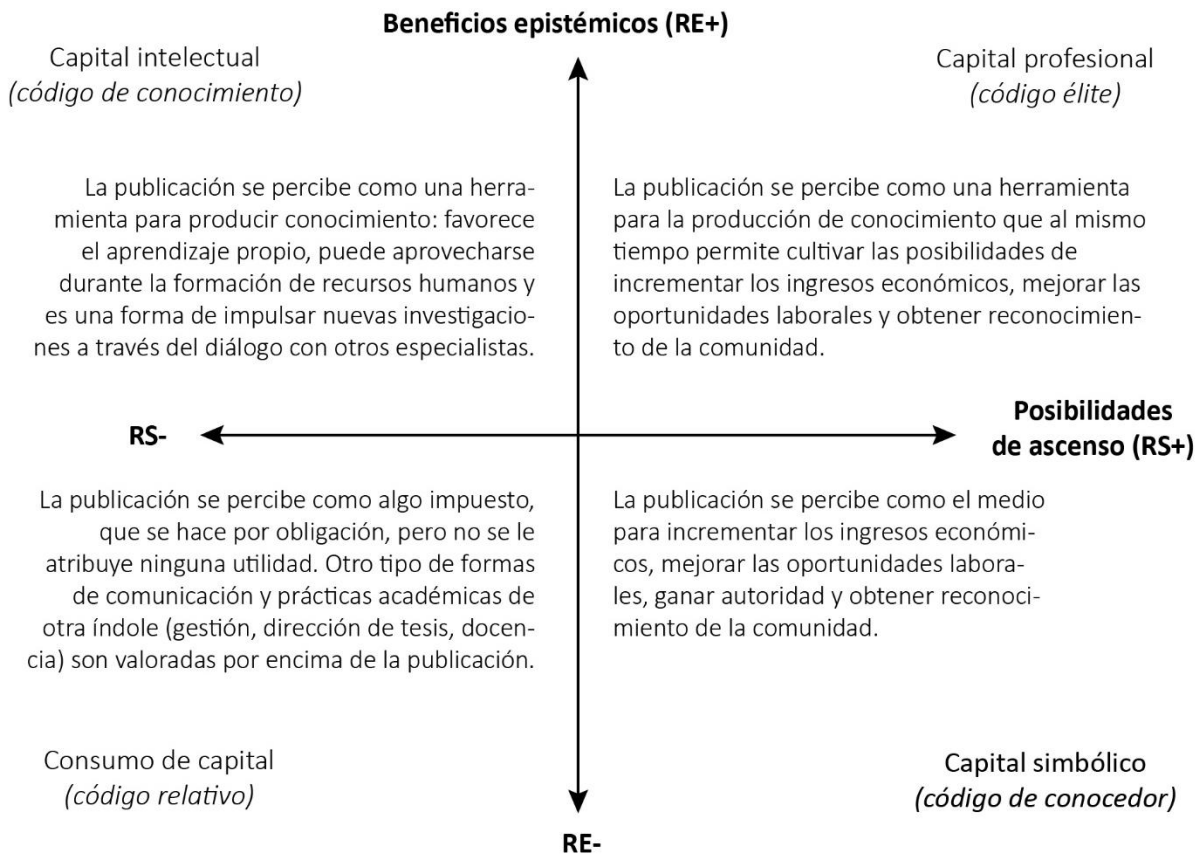 Beneficios epistémicos (RE+)
Capital intelectual
(código de conocimiento)
Capital profesional
(código élite)
La publicación se percibe como una herra-
mienta para producir conocimiento: favorece
el aprendizaje propio, puede aprovecharse
durante la formación de recursos humanos y
es una forma de impulsar nuevas investigacio-
nes a través del diálogo con otros especialistas.
La publicación se percibe como una herramienta
para la producción de conocimiento que al mismo
tiempo permite cultivar las posibilidades de
incrementar los ingresos económicos, mejorar las
oportunidades laborales y obtener reconocimien-
to de la comunidad.
RS-
Posibilidades
de ascenso (RS+)
La publicación se percibe como algo impuesto,
que se hace por obligación, pero no se le
atribuye ninguna utilidad. Otro tipo de formas
de comunicación y prácticas académicas de
otra índole (gestión, dirección de tesis, docen-
cia) son valoradas por encima de la publicación.
La publicación se percibe como el medio
para incrementar los ingresos económi-
cos, mejorar las oportunidades labora-
les, ganar autoridad y obtener reconoci-
miento de la comunidad.
Consumo de capital
(código relativo)
Capital simbólico
(código de conocedor)
RE-